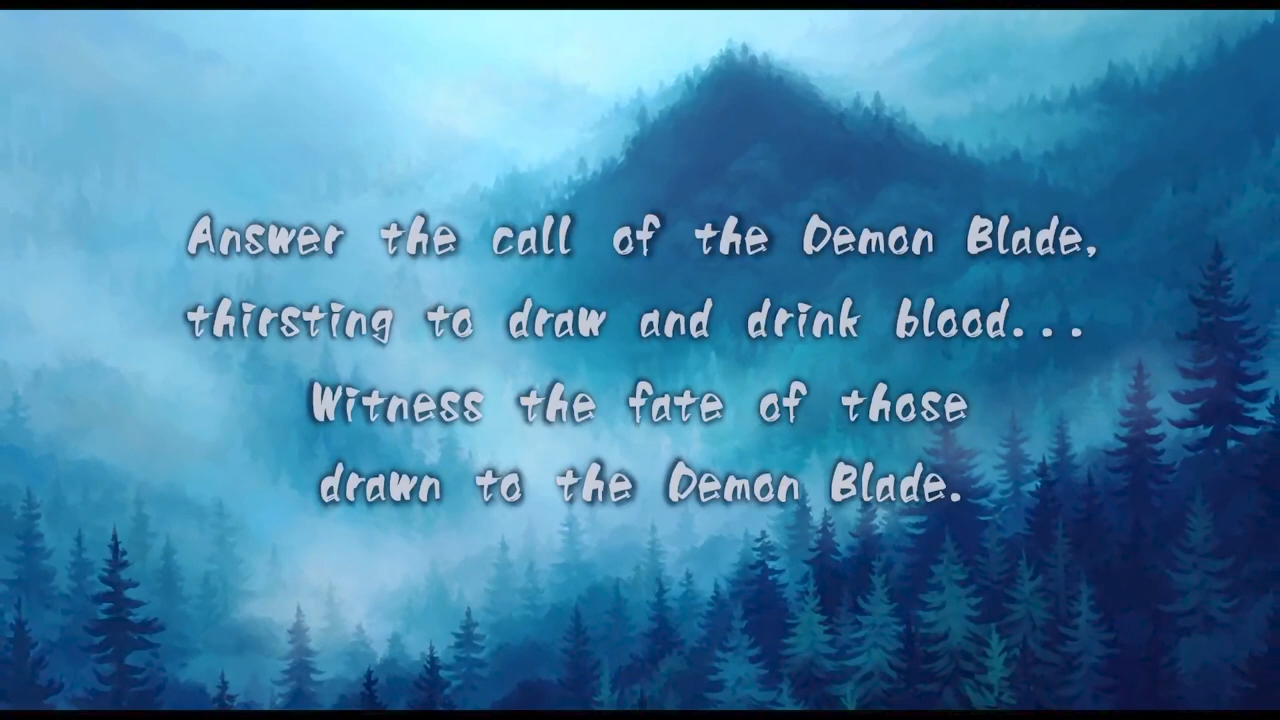 Answer the call of the Demon Blade,
thirsting to draw and drink blood...
Witness the fate of those
drawn to the Demon Blade.